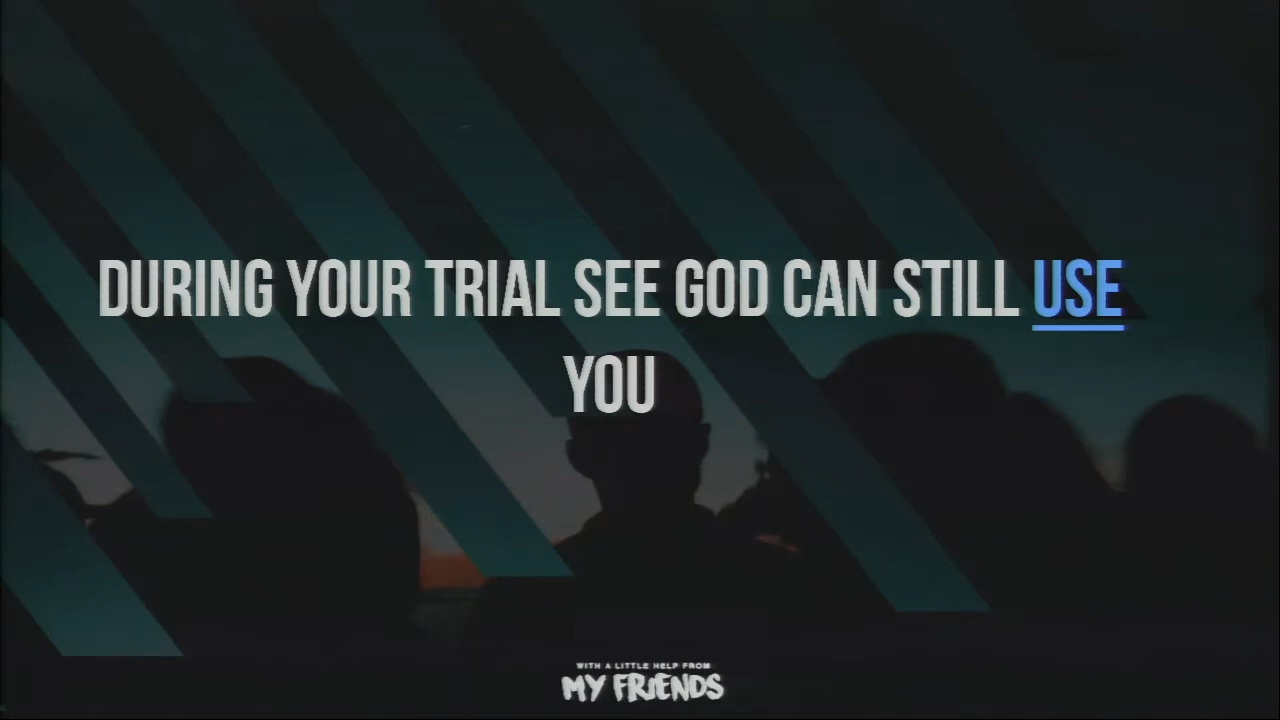 DURING YOUR TRIAL SEE GOD CAN STILL USE
YOU
WITH A LITTLE HELP FROM
MY FRIENDS